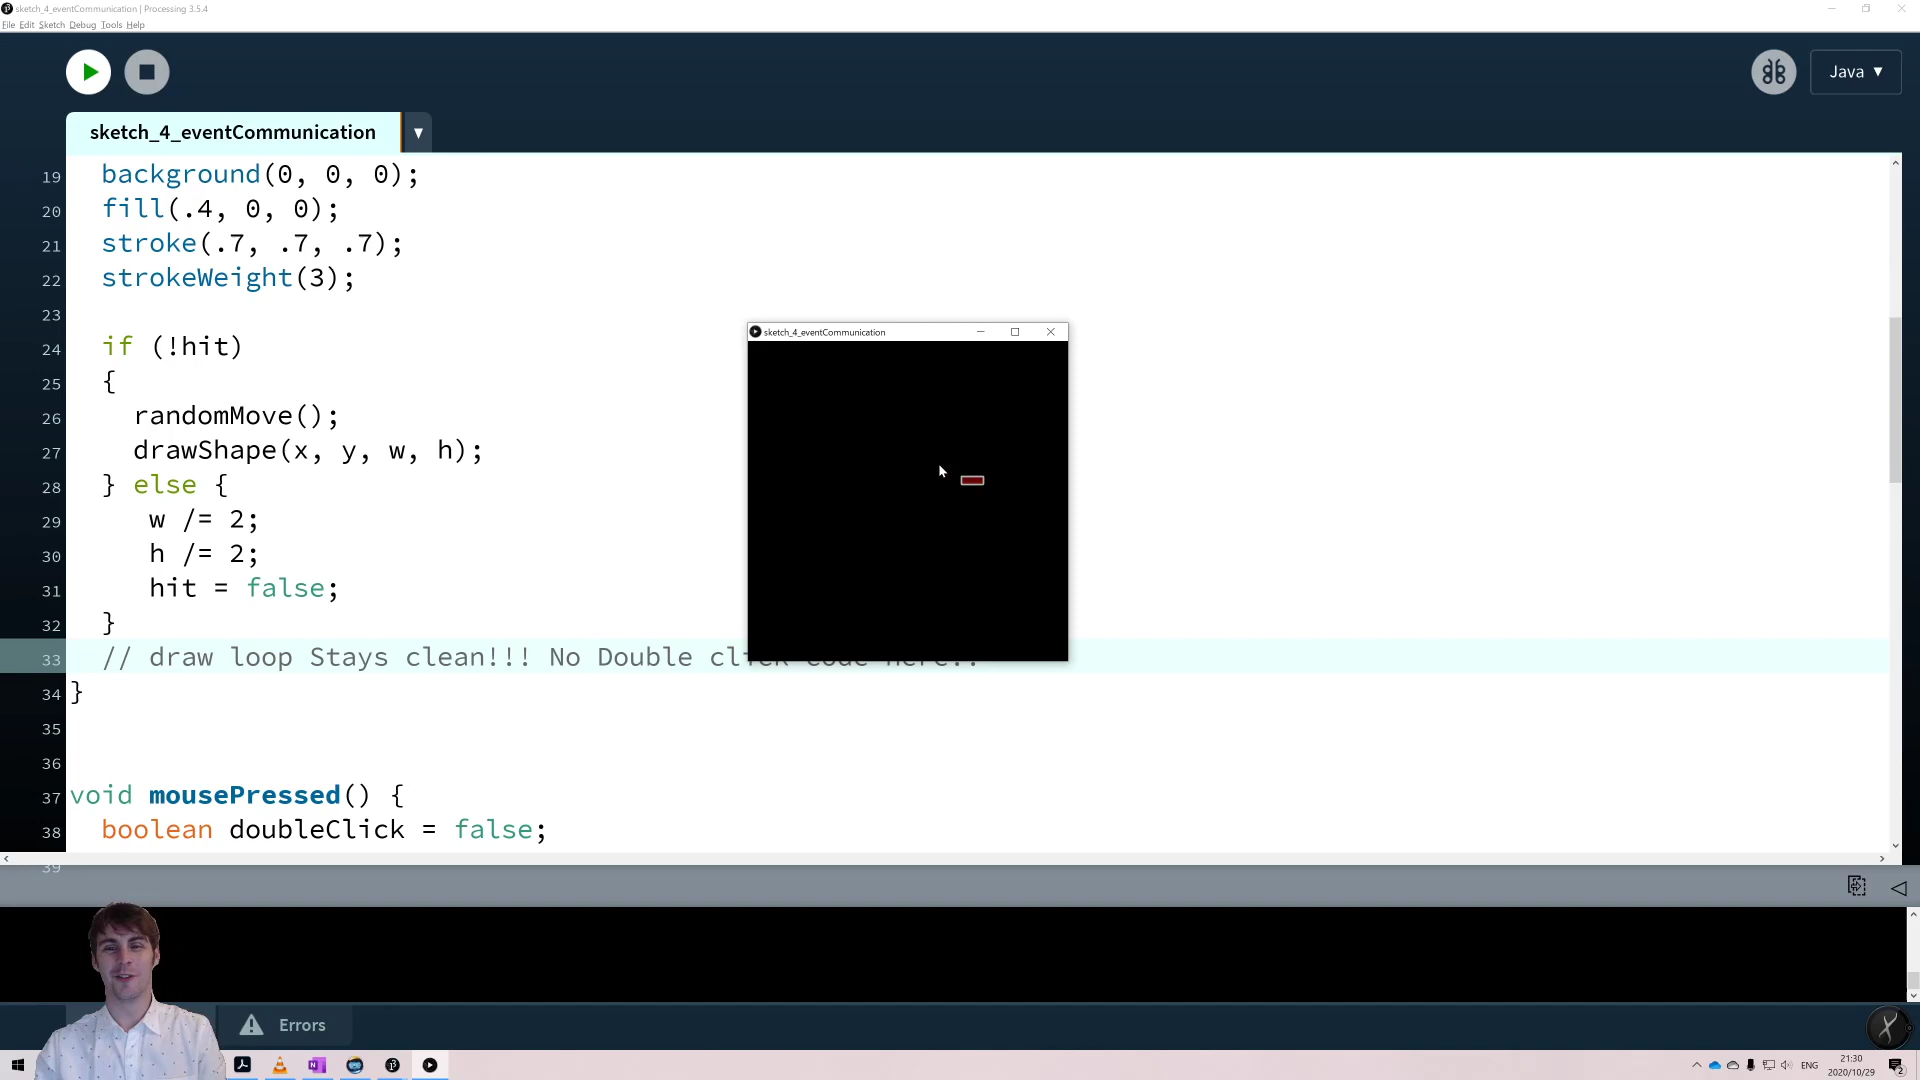 sketch_4_eventCommunication | Processing 3.5.4
File Edit Sketch Debug Tools Help
Java ▼
sketch_4_eventCommunication ▼
19 background(0, 0, 0);
20 fill(.4, 0, 0);
21 stroke(.7, .7, .7);
22 strokeWeight(3);
23
24 if (!hit)
25 {
26 randomMove();
27 drawShape(x, y, w, h);
28 } else {
29 w /= 2;
30 h /= 2;
31 hit = false;
32 }
33 // draw loop Stays clean!!! No Double click code here..
34 }
35
36
37 void mousePressed() {
38 boolean doubleClick = false;
39
sketch_4_eventCommunication
Errors
ENG
21:30
2020/10/29
2